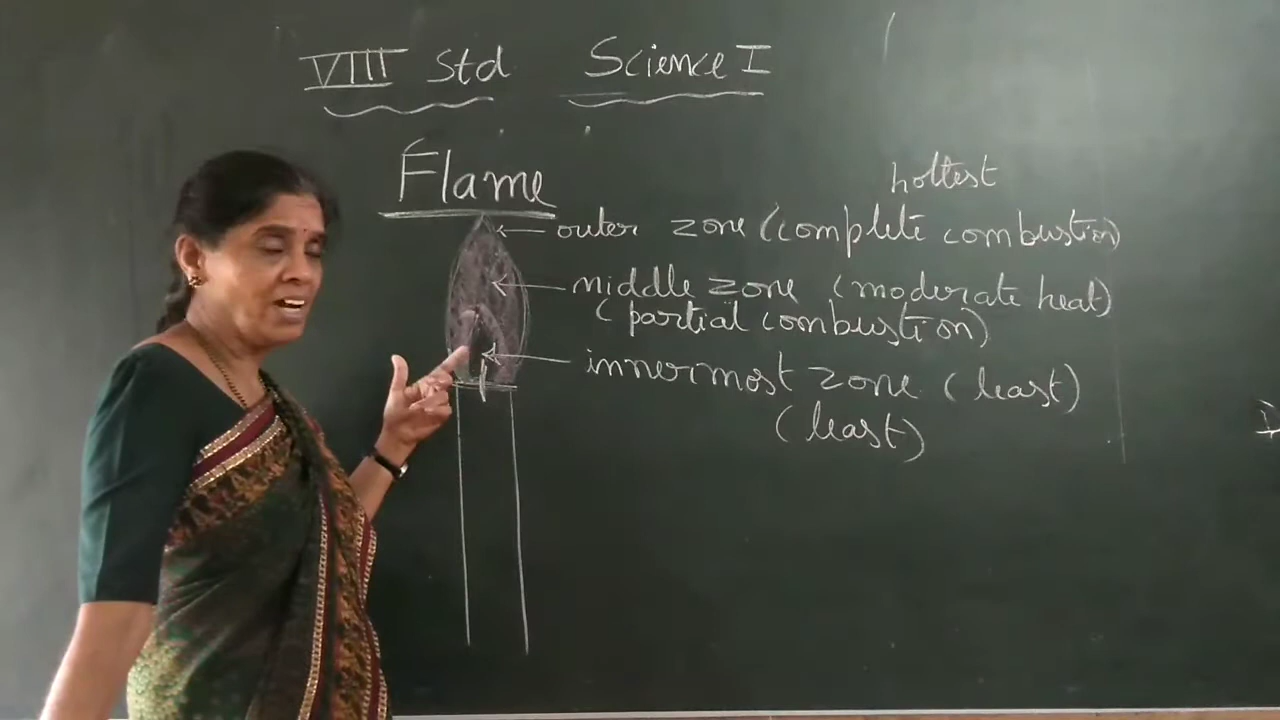 VIII Std Science I
Flame
hottest
outer zone (complete combustion)
middle zone (moderate heat)
(partial combustion)
innermost zone (least)
(least)